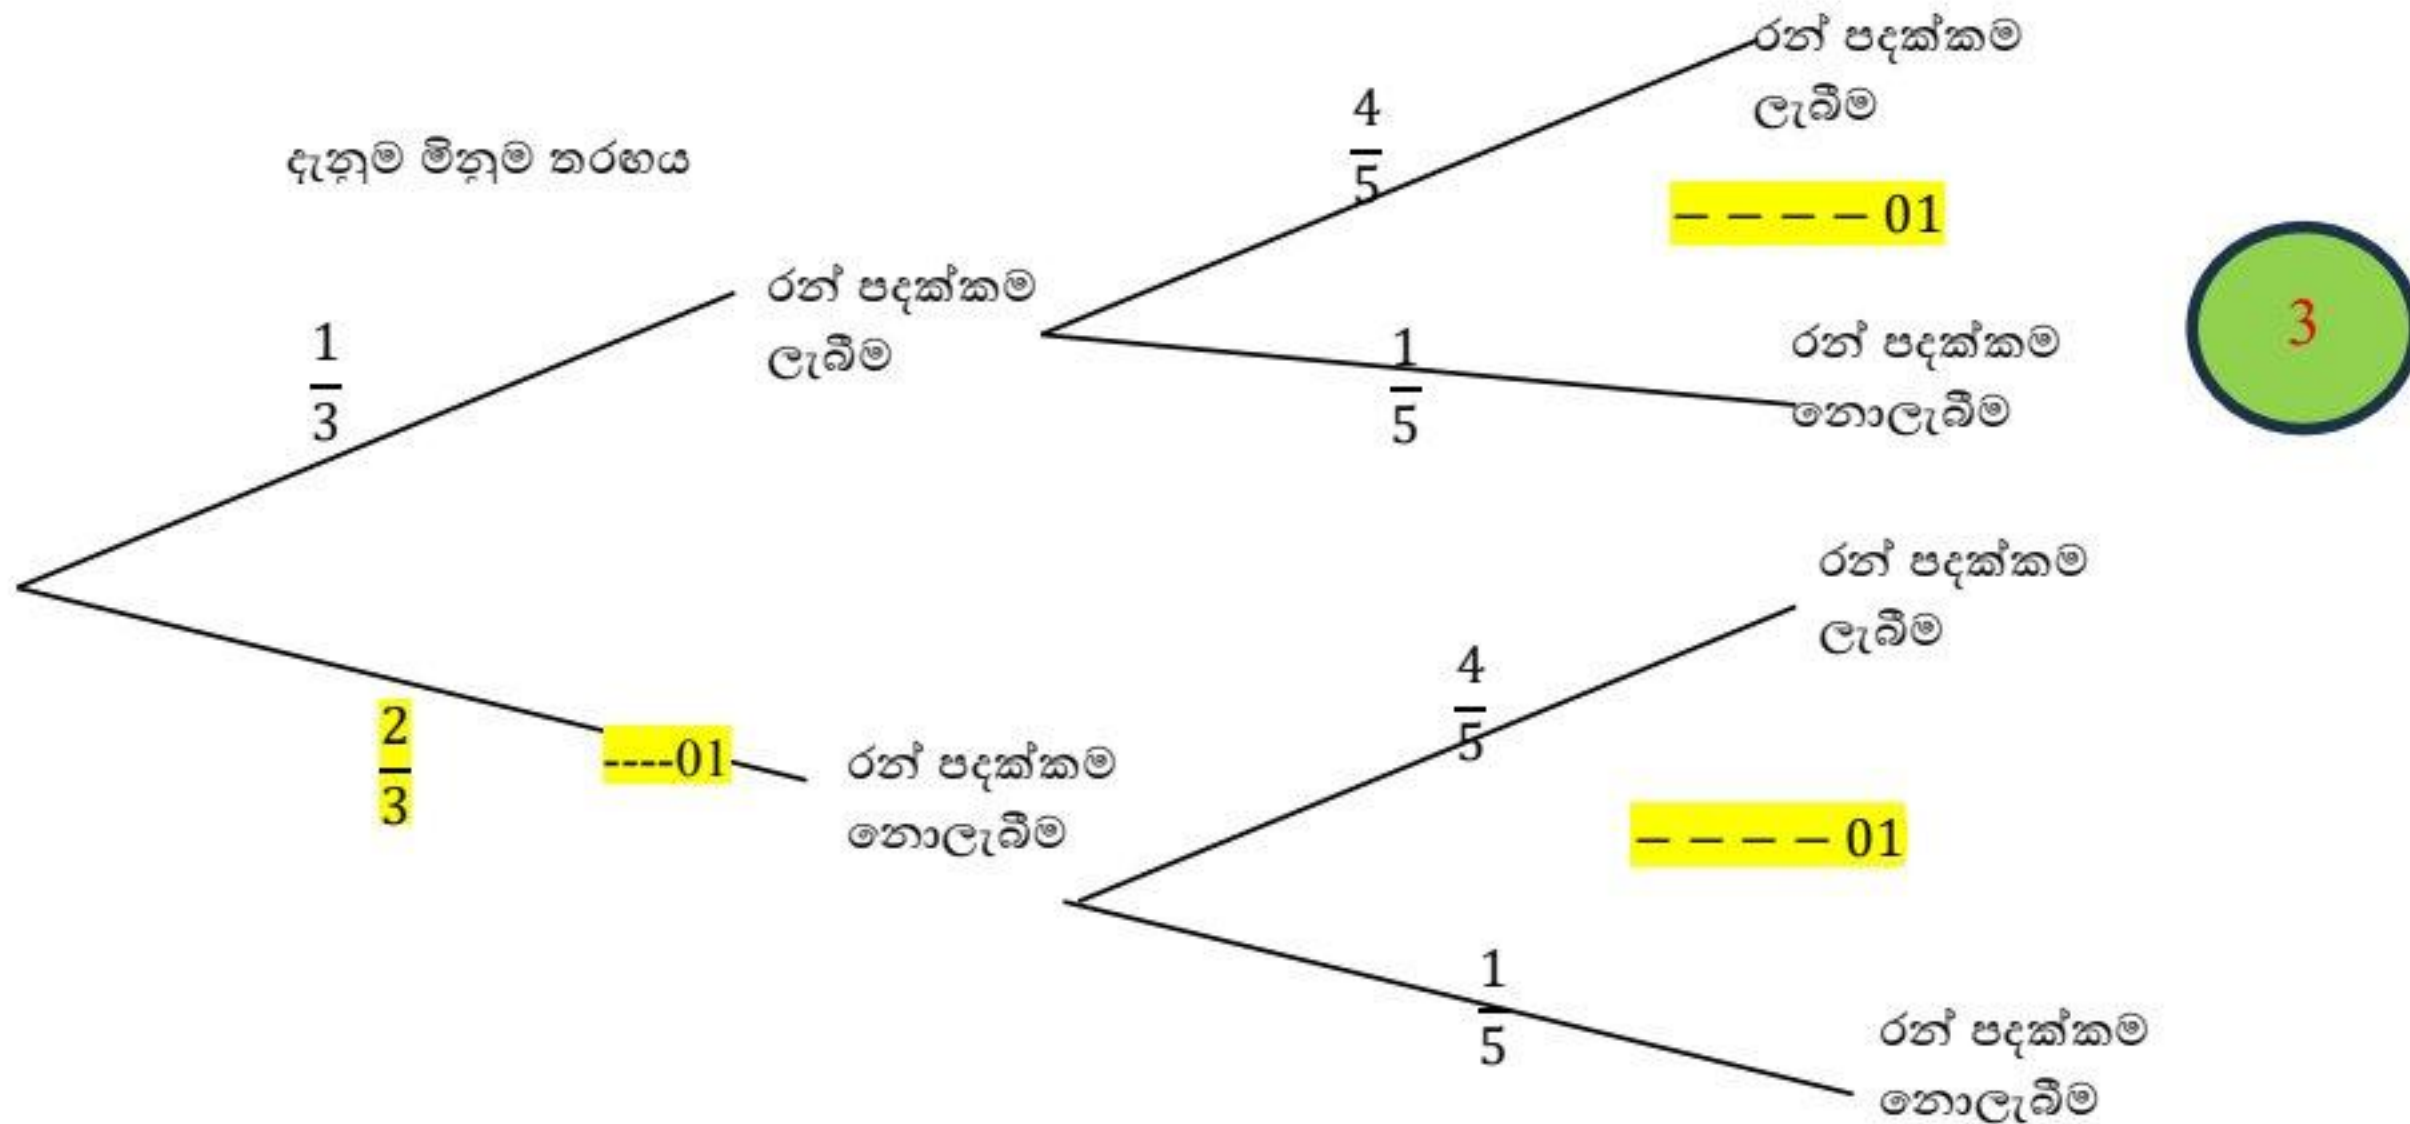 රන් පදක්කම
ලැබීම
4
5
දැනුම මිනුම තරඟය
— — — — 01
රන් පදක්කම
ලැබීම
1
3
1
5
රන් පදක්කම
නොලැබීම
3
රන් පදක්කම
ලැබීම
4
5
2
3
----01
රන් පදක්කම
නොලැබීම
— — — — 01
1
5
රන් පදක්කම
නොලැබීම